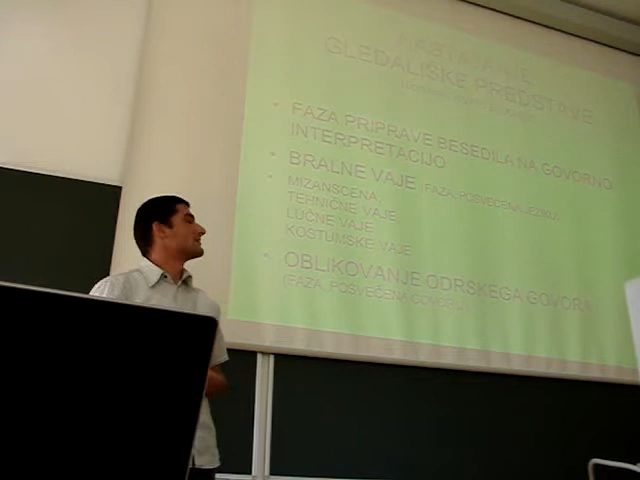 NASTAJANJE
GLEDALIŠKE PREDSTAVE
FAZA PRIPRAVE BESEDILA NA GOVORNO
INTERPRETACIJO
BRALNE VAJE (FAZA, POSVEČENA JEZIKU)
MIZANSCENA,
TEHNIČNE VAJE
LUČNE VAJE
KOSTUMSKE VAJE
OBLIKOVANJE ODRSKEGA GOVORA
(FAZA, POSVEČENA GOVORU)